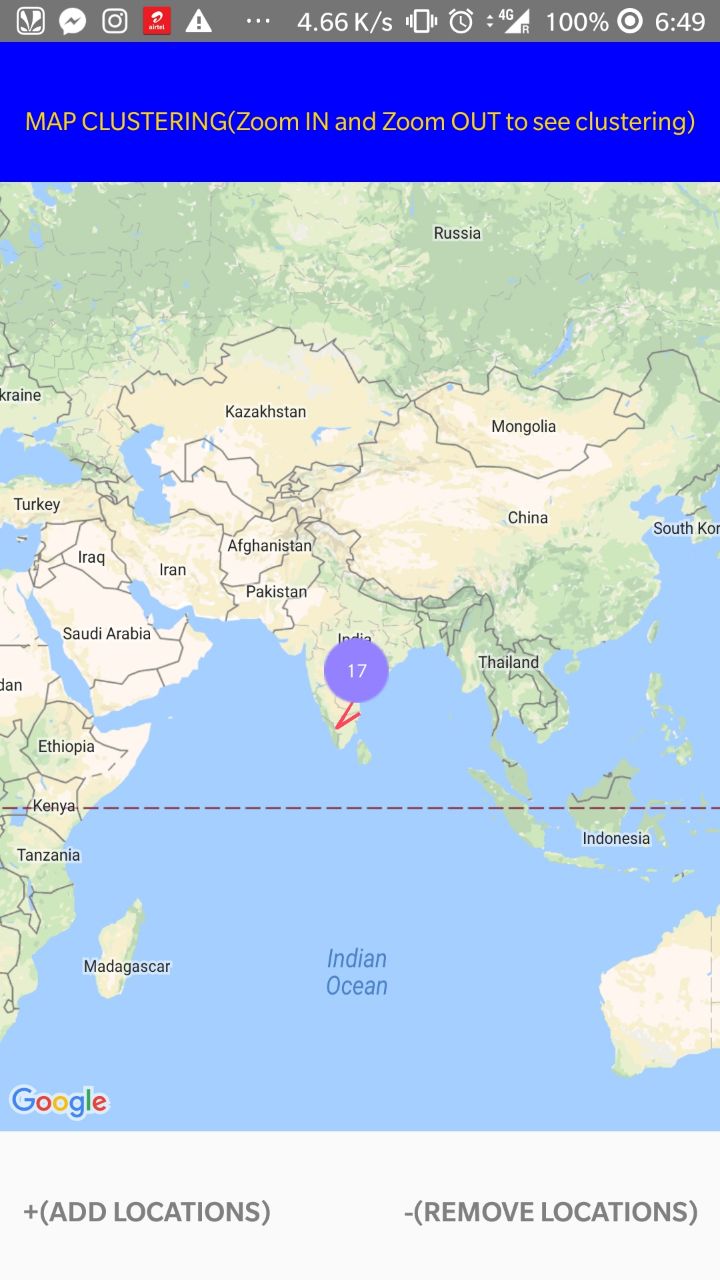 airtel ... 4.66 K/s 4G R 100% 6:49
MAP CLUSTERING(Zoom IN and Zoom OUT to see clustering)
Russia
kraine
Kazakhstan
Mongolia
Turkey
China
South Kor
Afghanistan
Iraq
Iran
Pakistan
Saudi Arabia
India
Thailand
17
dan
Ethiopia
Kenya
Indonesia
Tanzania
Madagascar
Indian
Ocean
Google
+(ADD LOCATIONS) -(REMOVE LOCATIONS)